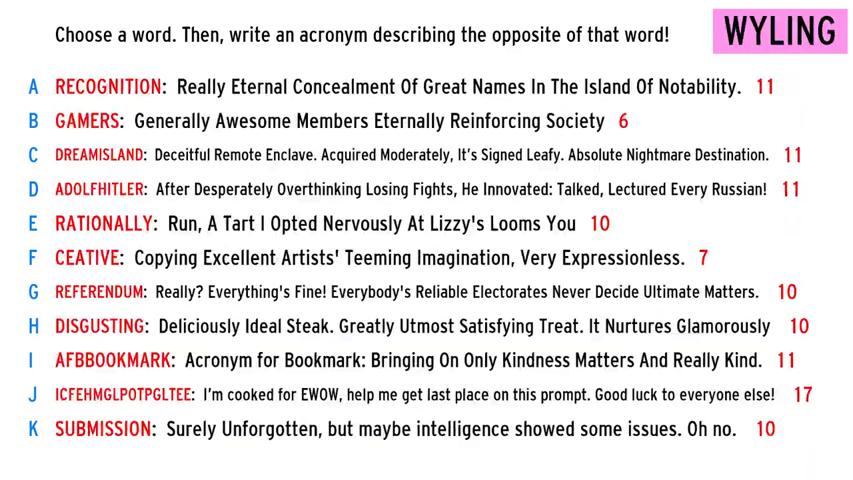 Choose a word. Then, write an acronym describing the opposite of that word!
WYLING
A RECOGNITION: Really Eternal Concealment Of Great Names In The Island Of Notability. 11
B GAMERS: Generally Awesome Members Eternally Reinforcing Society 6
C DREAMISLAND: Deceitful Remote Enclave. Acquired Moderately, It's Signed Leafy. Absolute Nightmare Destination. 11
D ADOLFHITLER: After Desperately Overthinking Losing Fights, He Innovated: Talked, Lectured Every Russian! 11
E RATIONALLY: Run, A Tart I Opted Nervously At Lizzy's Looms You 10
F CEATIVE: Copying Excellent Artists' Teeming Imagination, Very Expressionless. 7
G REFERENDUM: Really? Everything's Fine! Everybody's Reliable Electorates Never Decide Ultimate Matters. 10
H DISGUSTING: Deliciously Ideal Steak. Greatly Utmost Satisfying Treat. It Nurtures Glamorously 10
I AFBBOOKMARK: Acronym for Bookmark: Bringing On Only Kindness Matters And Really Kind. 11
J ICFEHMGLPOTPGLTEE: I'm cooked for EWOW, help me get last place on this prompt. Good luck to everyone else! 17
K SUBMISSION: Surely Unforgotten, but maybe intelligence showed some issues. Oh no. 10